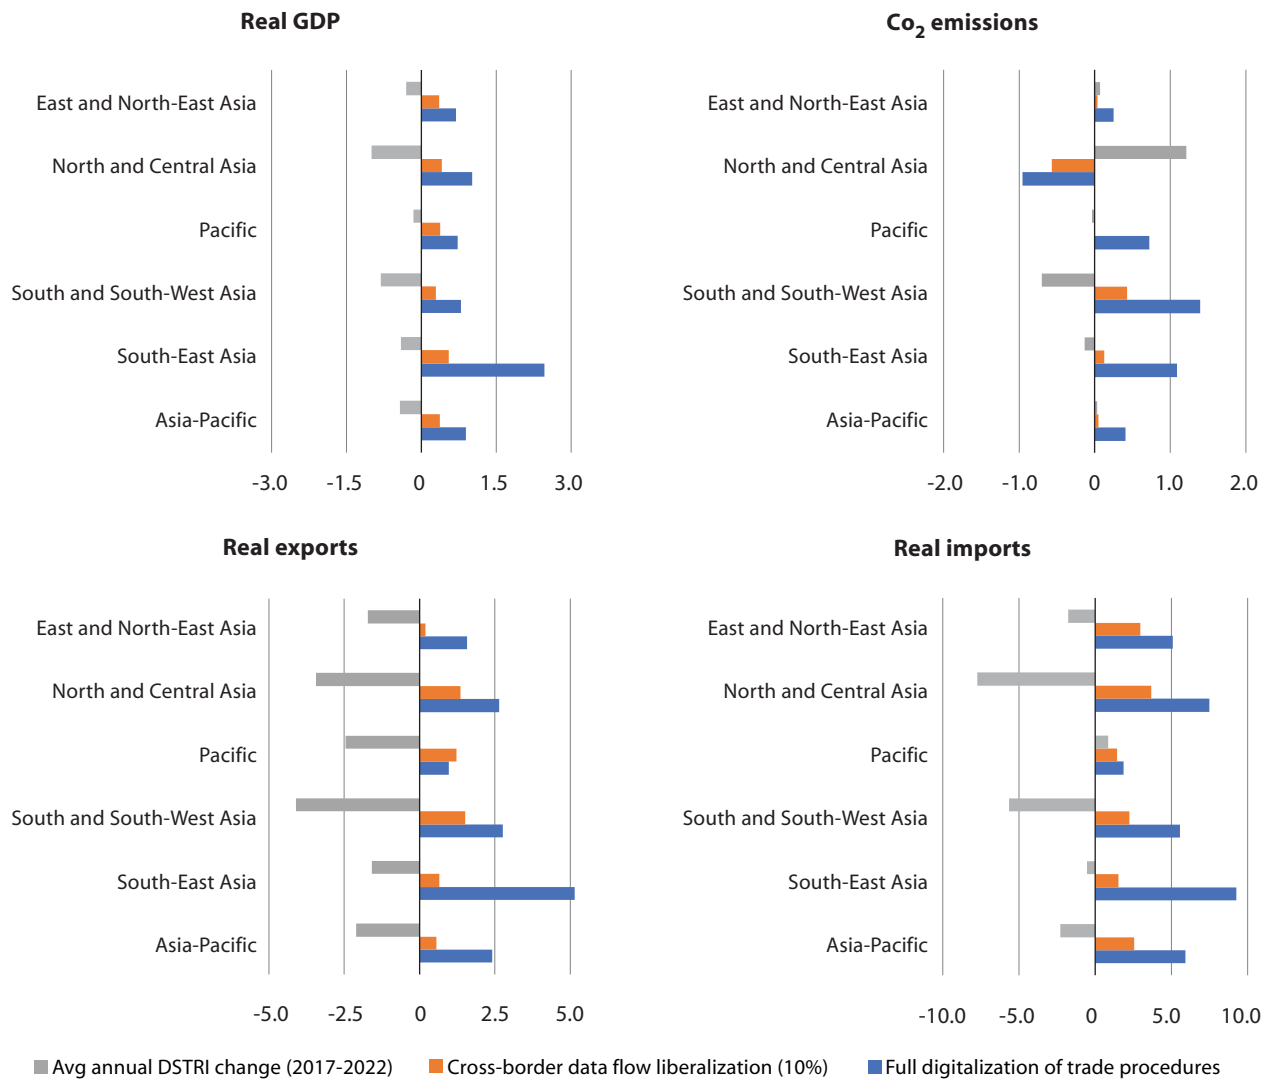 Real GDP
East and North-East Asia
North and Central Asia
Pacific
South and South-West Asia
South-East Asia
Asia-Pacific
-3.0 -1.5 0 1.5 3.0
Co2 emissions
East and North-East Asia
North and Central Asia
Pacific
South and South-West Asia
South-East Asia
Asia-Pacific
-2.0 -1.0 0 1.0 2.0
Real exports
East and North-East Asia
North and Central Asia
Pacific
South and South-West Asia
South-East Asia
Asia-Pacific
-5.0 -2.5 0 2.5 5.0
Real imports
East and North-East Asia
North and Central Asia
Pacific
South and South-West Asia
South-East Asia
Asia-Pacific
-10.0 -5.0 0 5.0 10.0
Avg annual DSTRI change (2017-2022) Cross-border data flow liberalization (10%) Full digitalization of trade procedures